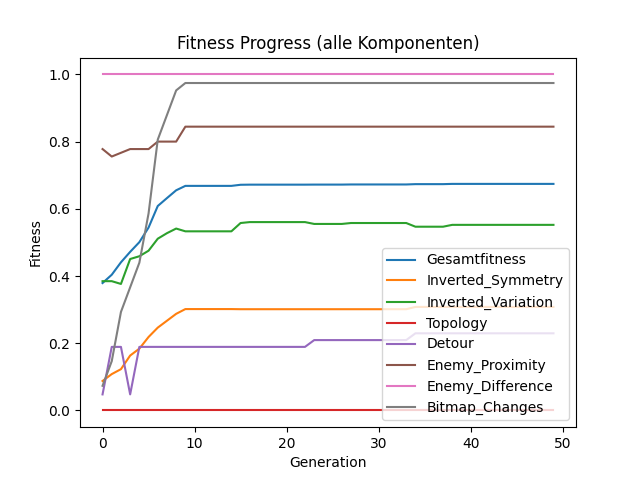 Fitness Progress (alle Komponenten)
1.0
0.8
0.6
0.4
0.2
0.0
Fitness
Gesamtfitness
Inverted_Symmetry
Inverted_Variation
Topology
Detour
Enemy_Proximity
Enemy_Difference
Bitmap_Changes
0 10 20 30 40 50
Generation